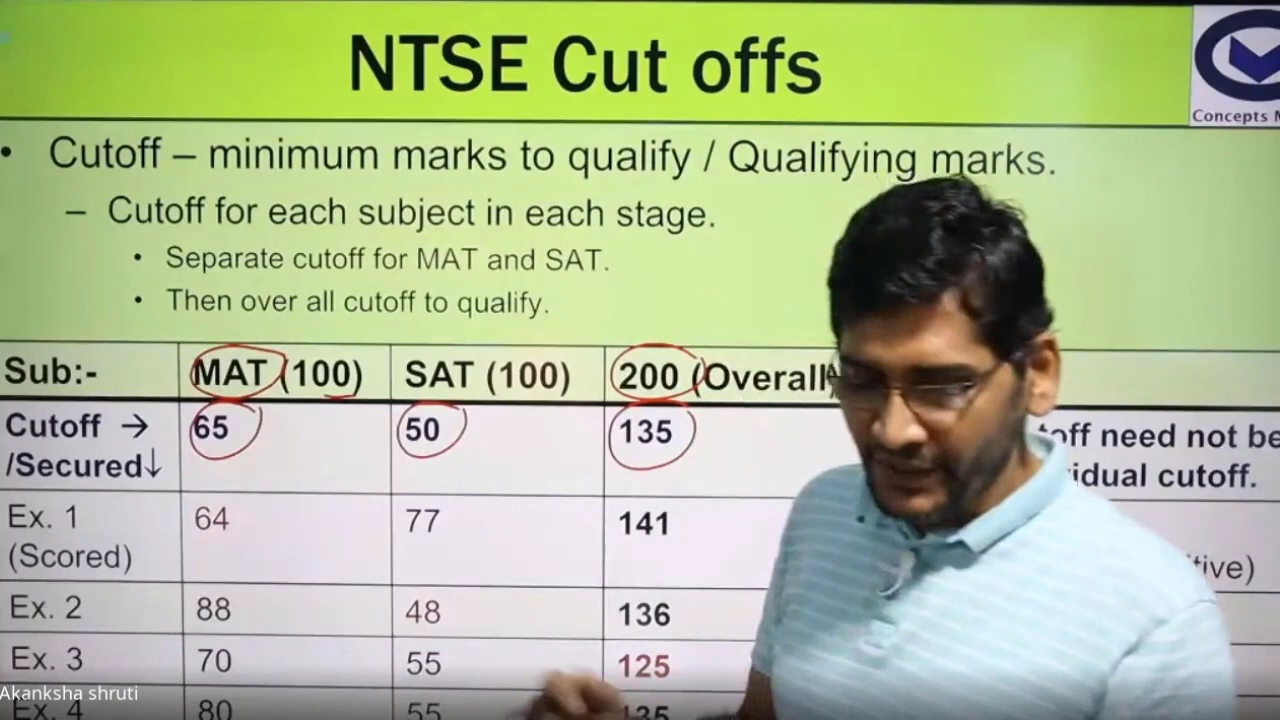 NTSE Cut offs
Concepts
• Cutoff – minimum marks to qualify / Qualifying marks.
– Cutoff for each subject in each stage.
• Separate cutoff for MAT and SAT.
• Then over all cutoff to qualify.
Sub:- MAT (100) SAT (100) 200 (Overall
Cutoff → 65 50 135 need not be
/Secured↓ cutoff.
Ex. 1 64 77 141
(Scored)
Ex. 2 88 48 136
Ex. 3 70 55 125
Akanksha shruti
Ex. 4 80 55 135